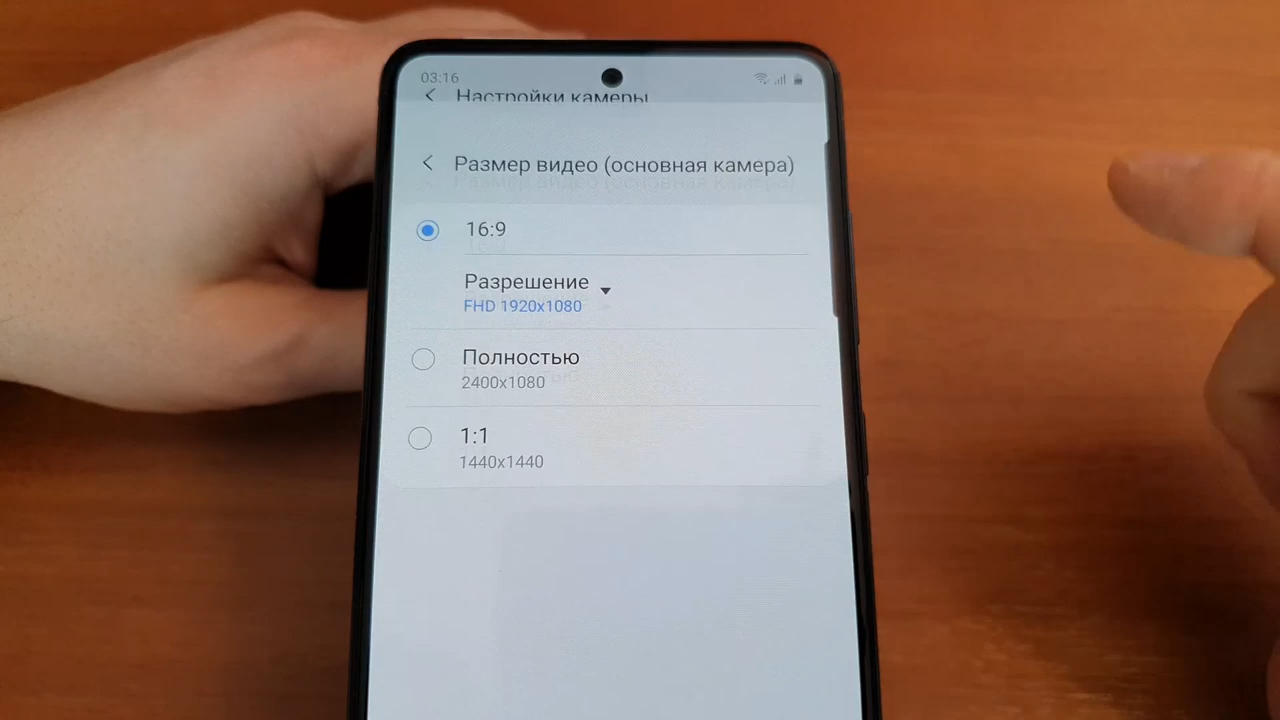 03:16
Настройки камеры
Размер видео (основная камера)
16:9
Разрешение
FHD 1920x1080
Полностью
2400x1080
1:1
1440x1440